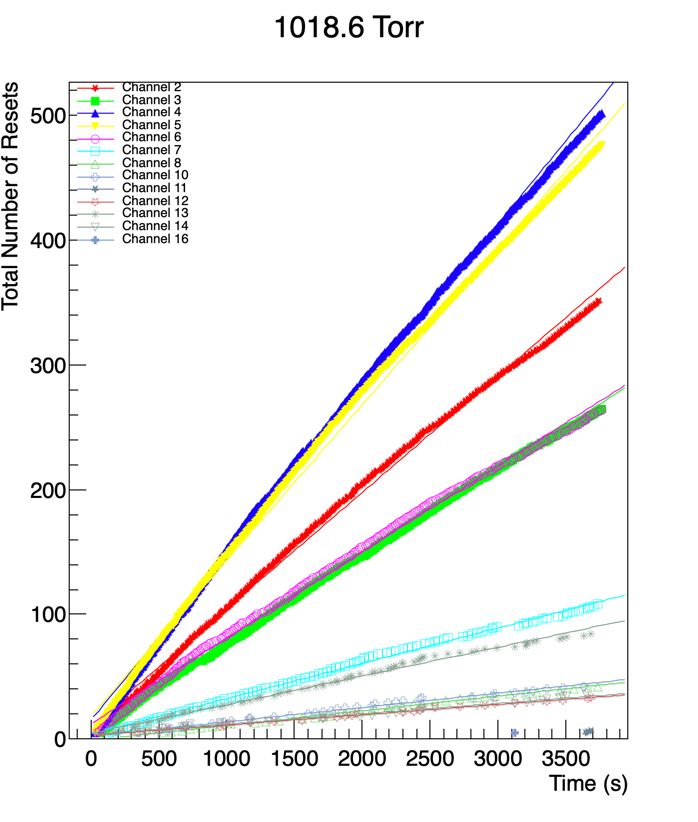 1018.6 Torr
Total Number of Resets
Channel 2
Channel 3
Channel 4
Channel 5
Channel 6
Channel 7
Channel 8
Channel 10
Channel 11
Channel 12
Channel 13
Channel 14
Channel 16
500
400
300
200
100
0
0 500 1000 1500 2000 2500 3000 3500
Time (s)